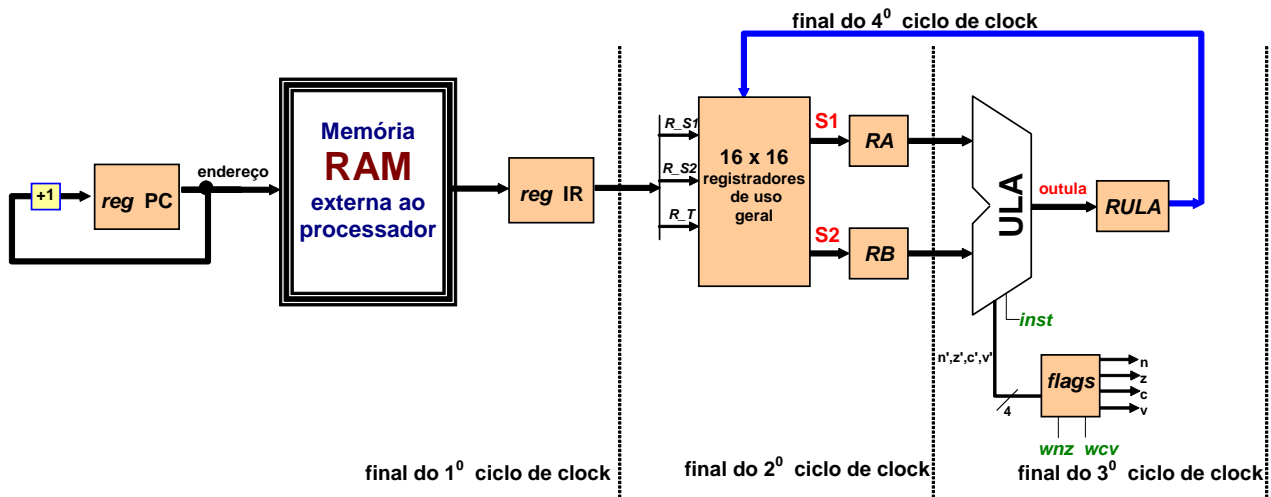 final do 4⁰ ciclo de clock
+1
reg PC
endereço
Memória
RAM
externa ao
processador
reg IR
R_S1
R_S2
R_T
16 x 16
registradores
de uso
geral
S1
S2
RA
RB
ULA
outula
RULA
inst
n',z',c',v'
4
flags
n
z
c
v
wnz wcv
final do 1⁰ ciclo de clock
final do 2⁰ ciclo de clock
final do 3⁰ ciclo de clock